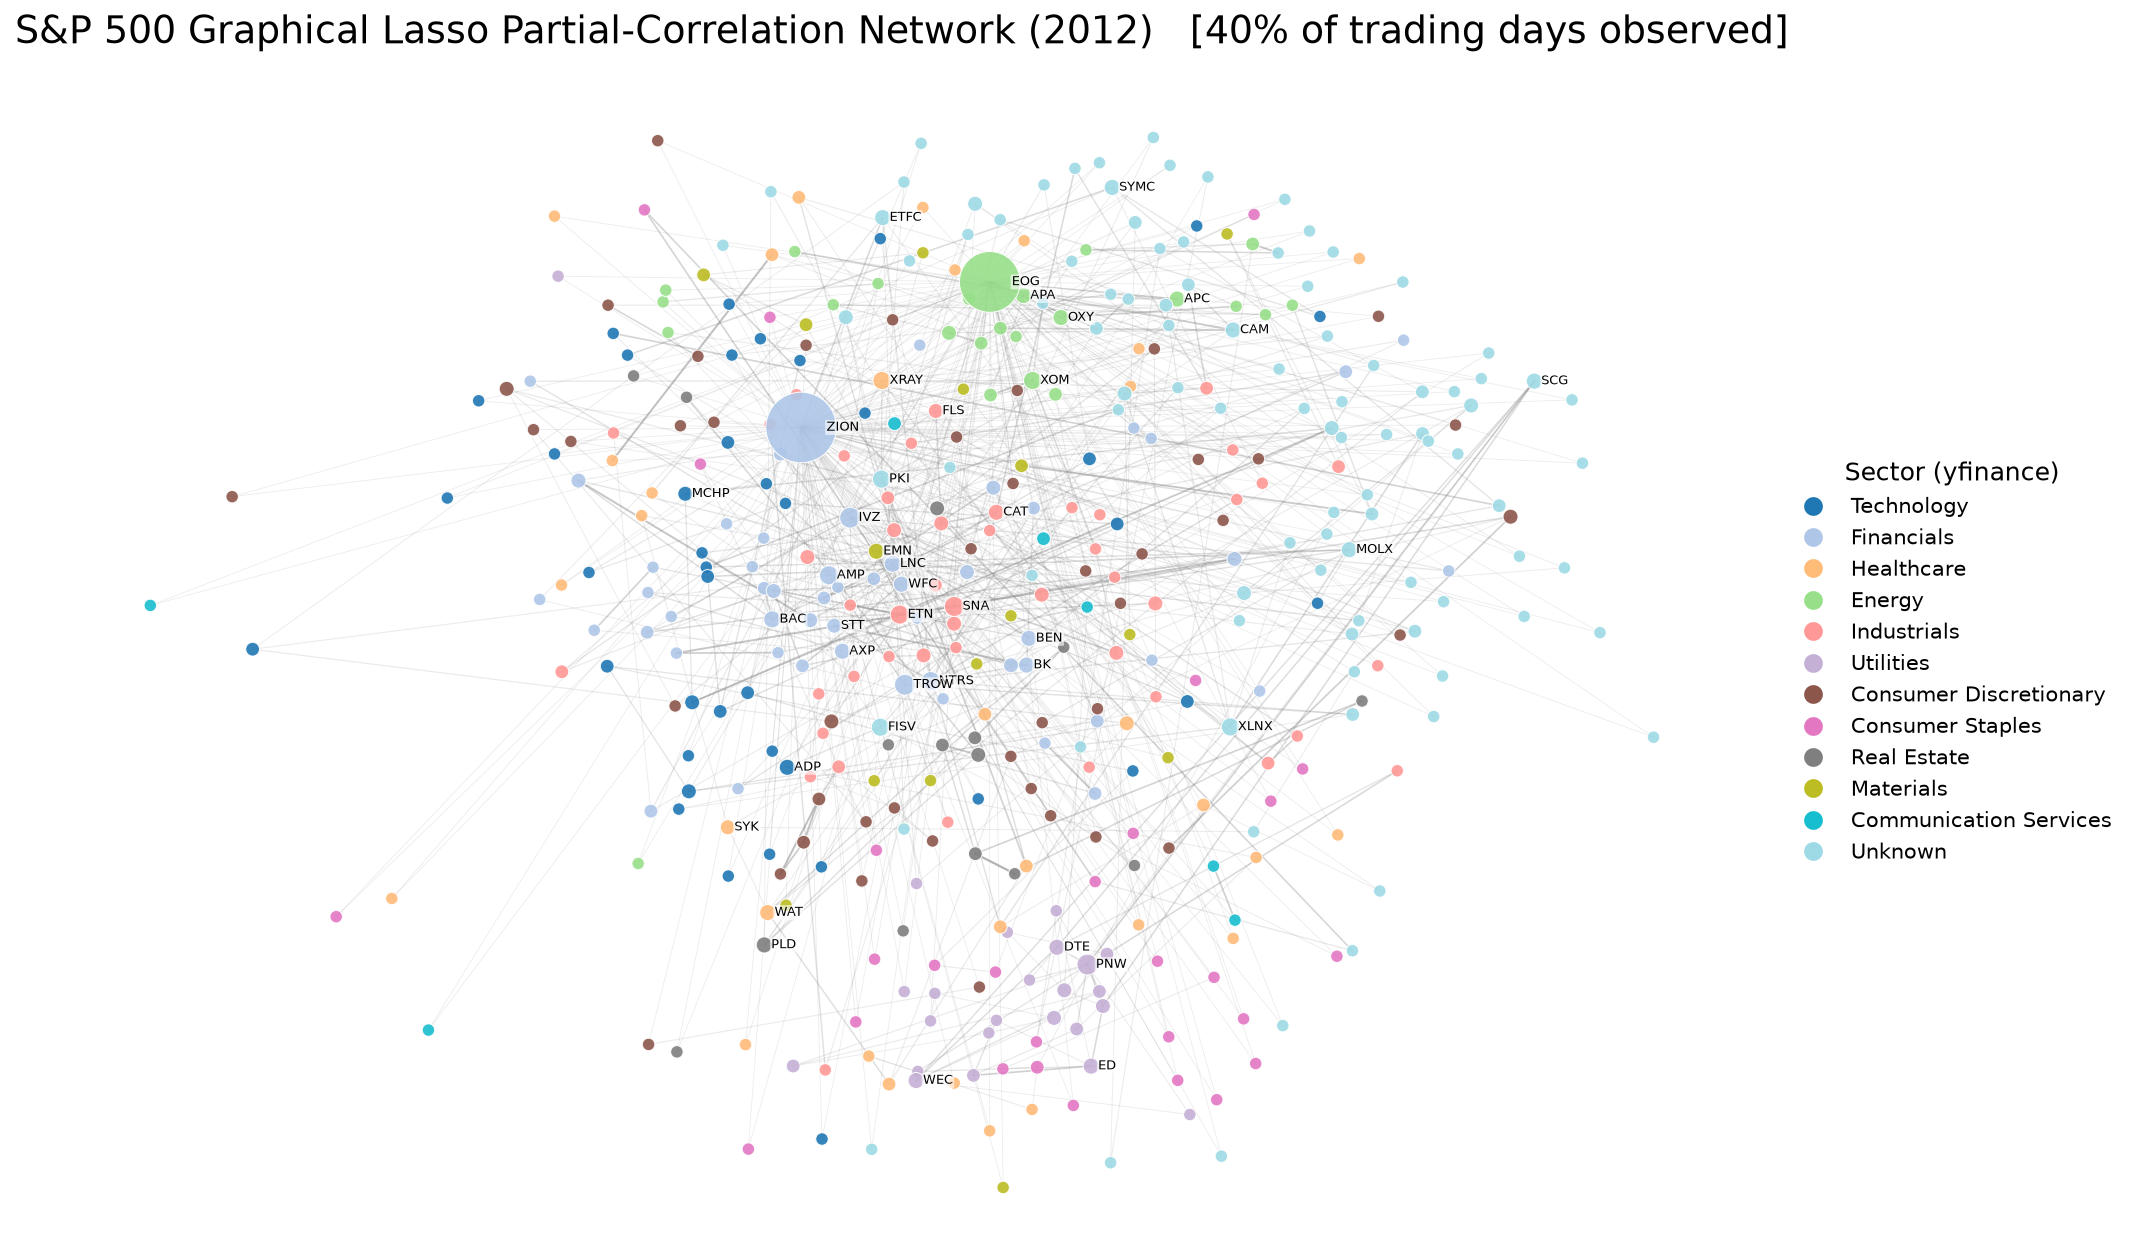 S&P 500 Graphical Lasso Partial-Correlation Network (2012)   [40% of trading days observed]
SYMC
ETFC
EOG
APA
APC
OXY
CAM
XRAY
XOM
SCG
FLS
ZION
PKI
MCHP
CAT
IVZ
EMN
MOLX
LNC
AMP
WFC
SNA
ETN
BAC
STT
BEN
AXP
BK
NTRS
TROW
FISV
XLNX
ADP
SYK
WAT
PLD
DTE
PNW
ED
WEC
Sector (yfinance)
Technology
Financials
Healthcare
Energy
Industrials
Utilities
Consumer Discretionary
Consumer Staples
Real Estate
Materials
Communication Services
Unknown